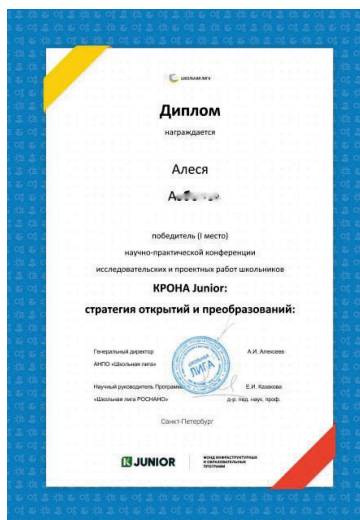 ШКОЛЬНАЯ ЛИГА
Диплом
награждается
Алеся
победитель (I место)
научно-практической конференции
исследовательских и проектных работ школьников
КРОНА Junior:
стратегия открытий и преобразований:
Генеральный директор А.И. Алексеев
АНПО «Школьная лига»
ШКОЛЬНАЯ
ЛИГА
Научный руководитель Программы Е.И. Казакова
«Школьная лига РОСНАНО» д-р. пед. наук, проф.
Санкт-Петербург
JUNIOR
ФОНД ИНФРАСТРУКТУРНЫХ
И ОБРАЗОВАТЕЛЬНЫХ
ПРОГРАММ